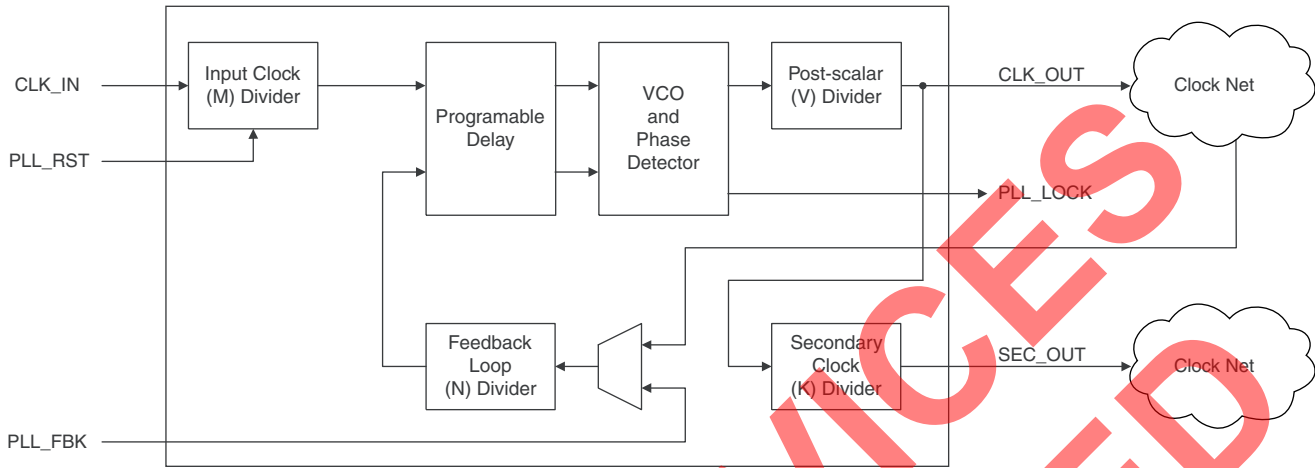 CLK_IN
PLL_RST
Input Clock
(M) Divider
Programable
Delay
VCO
and
Phase
Detector
Post-scalar
(V) Divider
CLK_OUT
Clock Net
PLL_LOCK
Feedback
Loop
(N) Divider
Secondary
Clock
(K) Divider
SEC_OUT
Clock Net
PLL_FBK
VICES
ED